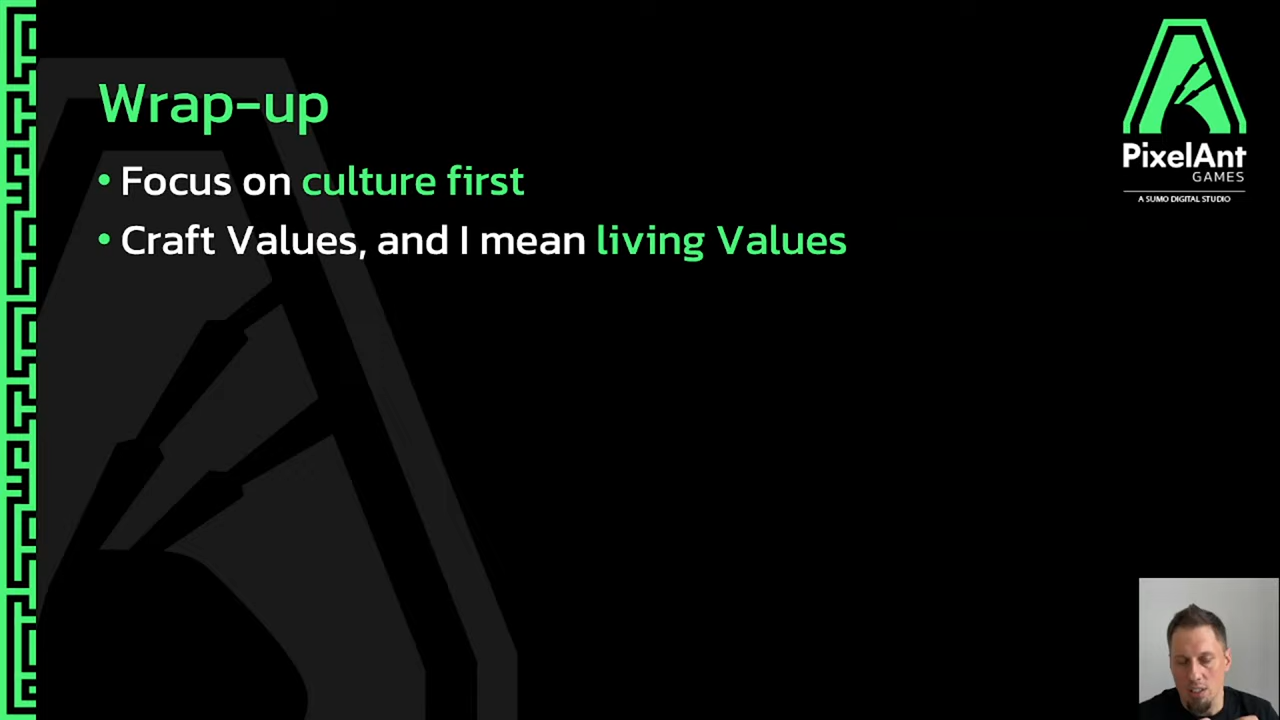 Wrap-up
• Focus on culture first
• Craft Values, and I mean living Values
PixelAnt
GAMES
A SUMO DIGITAL STUDIO